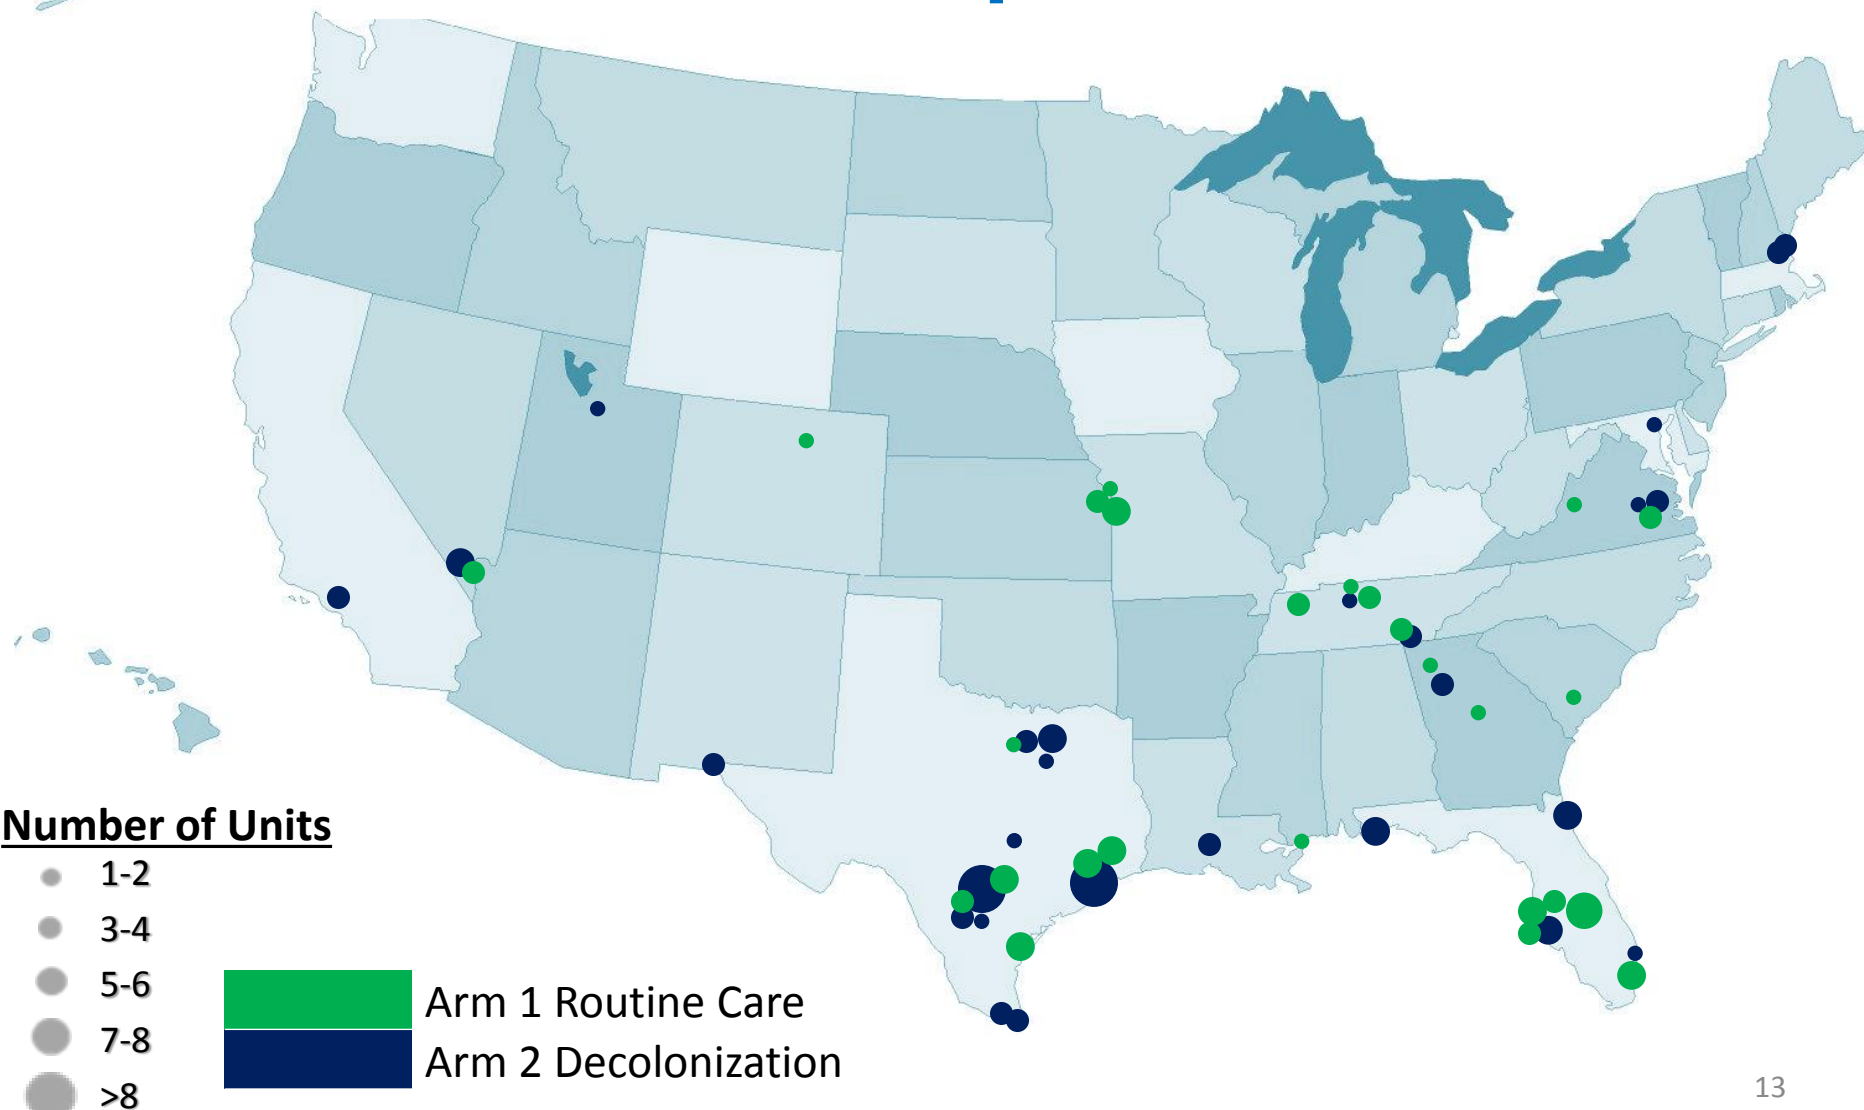 Number of Units
1-2
3-4
5-6
7-8
>8
Arm 1 Routine Care
Arm 2 Decolonization
13